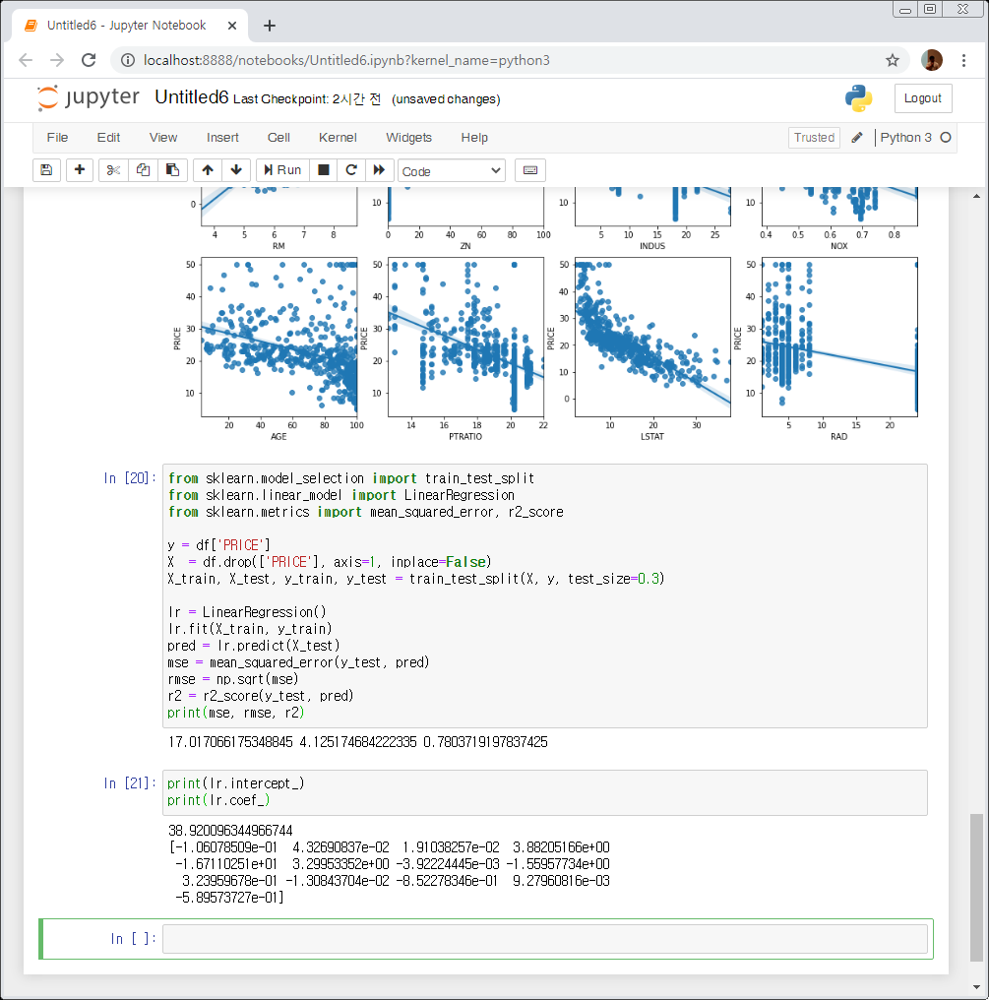 Untitled6 - Jupyter Notebook
localhost:8888/notebooks/Untitled6.ipynb?kernel_name=python3
jupyter Untitled6 Last Checkpoint: 2시간 전 (unsaved changes)
Logout
File Edit View Insert Cell Kernel Widgets Help
Trusted
Python 3
Run
Code
0
4 5 6 7 8
RM
10
0 20 40 60 80 100
ZN
10
5 10 15 20 25
INDUS
10
0.4 0.5 0.6 0.7 0.8
NOX
50
40
30
20
10
PRICE
20 40 60 80 100
AGE
50
40
30
20
10
PRICE
14 16 18 20 22
PTRATIO
50
40
30
20
10
0
PRICE
10 20 30
LSTAT
50
40
30
20
10
PRICE
5 10 15 20
RAD
In [20]:
from sklearn.model_selection import train_test_split
from sklearn.linear_model import LinearRegression
from sklearn.metrics import mean_squared_error, r2_score
y = df['PRICE']
X  = df.drop(['PRICE'], axis=1, inplace=False)
X_train, X_test, y_train, y_test = train_test_split(X, y, test_size=0.3)
lr = LinearRegression()
lr.fit(X_train, y_train)
pred = lr.predict(X_test)
mse = mean_squared_error(y_test, pred)
rmse = np.sqrt(mse)
r2 = r2_score(y_test, pred)
print(mse, rmse, r2)
17.017066175348845 4.125174684222335 0.7803719197837425
In [21]:
print(lr.intercept_)
print(lr.coef_)
38.920096344966744
[-1.06078509e-01  4.32690837e-02  1.91038257e-02  3.88205166e+00
-1.67110251e+01  3.29953352e+00 -3.92224445e-03 -1.55957734e+00
3.23959678e-01 -1.30843704e-02 -8.52278346e-01  9.27960816e-03
-5.89573727e-01]
In [ ]: